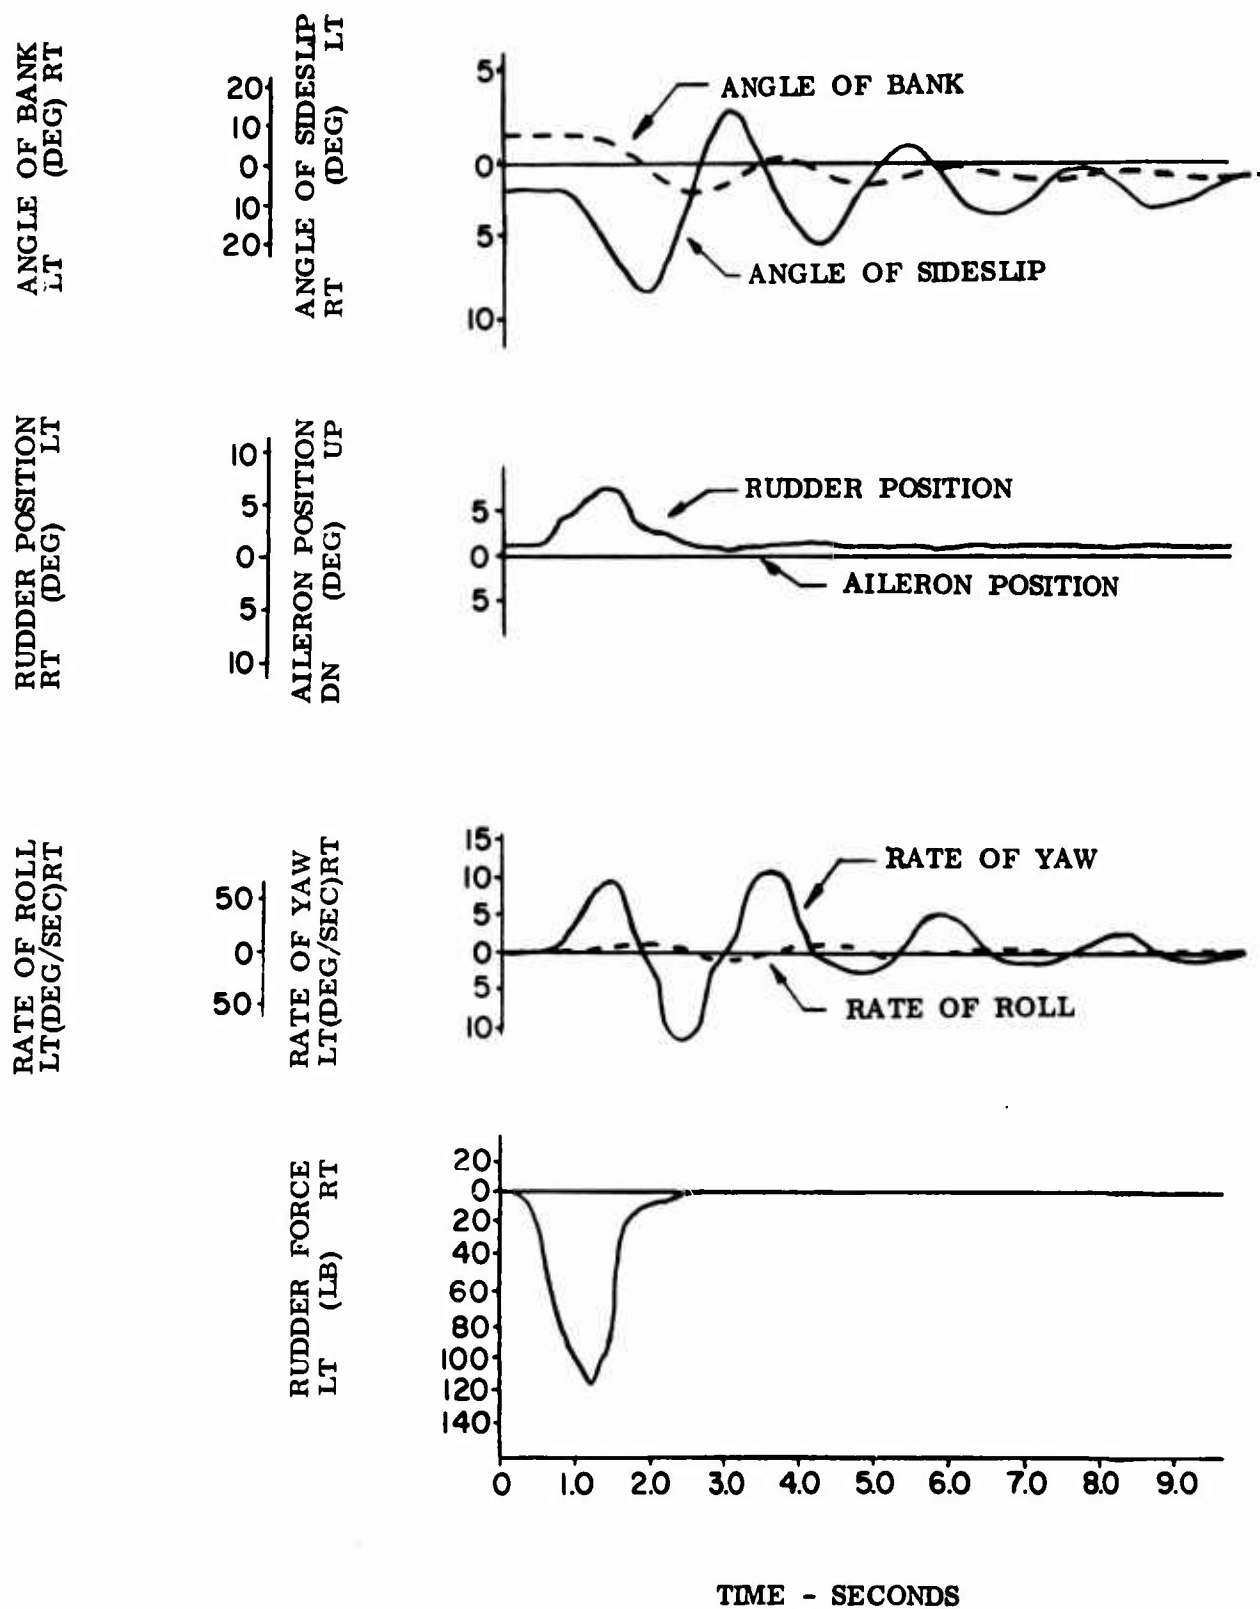 ANGLE OF BANK
LT (DEG) RT
20
10
0
10
20
ANGLE OF SIDESLIP
RT (DEG) LT
5
0
5
10
ANGLE OF BANK
ANGLE OF SIDESLIP
RUDDER POSITION
RT (DEG) LT
10
5
0
5
10
AILERON POSITION
DN (DEG) UP
5
0
5
RUDDER POSITION
AILERON POSITION
RATE OF ROLL
LT(DEG/SEC)RT
50
0
50
RATE OF YAW
LT(DEG/SEC)RT
15
10
5
0
5
10
RATE OF YAW
RATE OF ROLL
RUDDER FORCE
LT (LB) RT
20
0
20
40
60
80
100
120
140
0 1.0 2.0 3.0 4.0 5.0 6.0 7.0 8.0 9.0
TIME - SECONDS